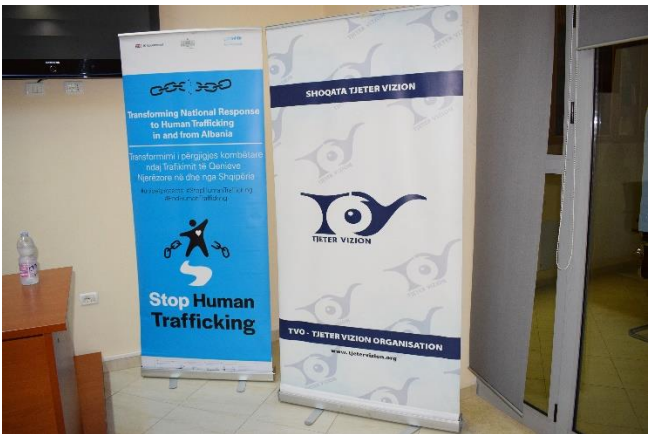 Transforming National Response
to Human Trafficking
in and from Albania
Transformimi i përgjigjes kombëtare
ndaj Trafikimit të Qenieve
Njerëzore në dhe nga Shqipëria
Stop Human
Trafficking
SHOQATA TJETER VIZION
TJETER VIZION
TVO - TJETER VIZION ORGANISATION
www. tjetervizion.org